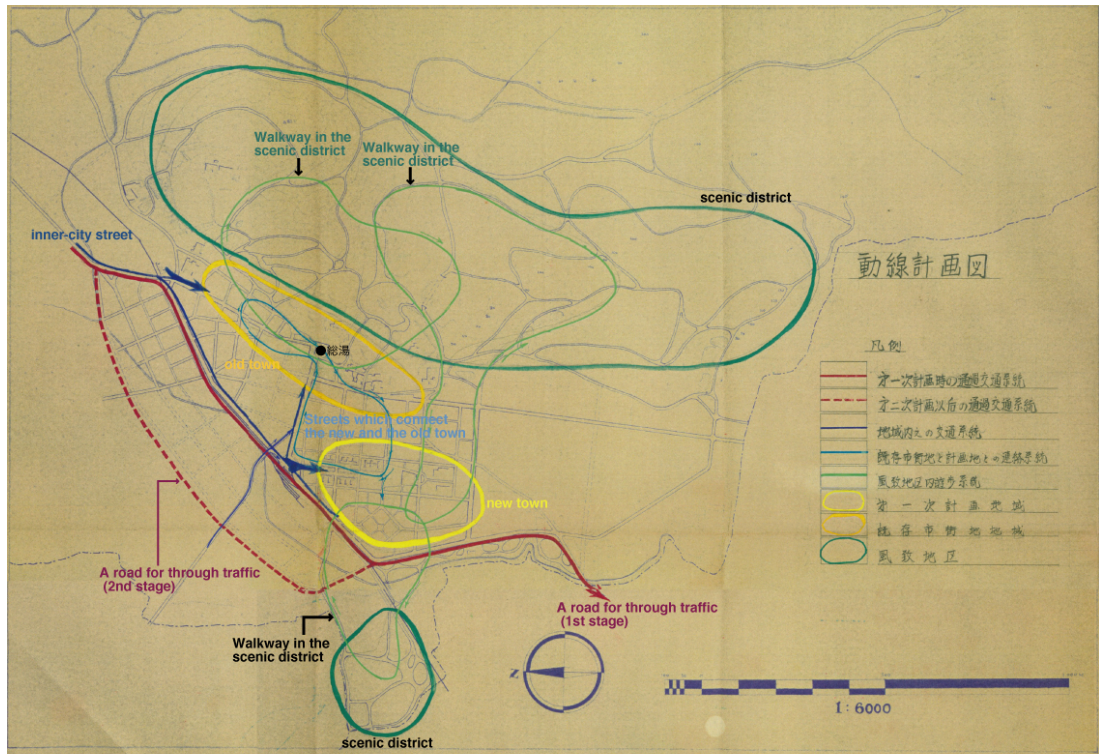 Walkway in the
scenic district
Walkway in the
scenic district
scenic district
inner-city street
動線計画図
総湯
old town
凡例
第一次計画時の通過交通系統
第二次計画以后の通過交通系統
Streets which connect
the new and the old town
地域内えの交通系統
既存市街地と計画地との連絡系統
風致地区内遊歩系統
new town
第一次計画地域
既存市街地地域
風致地区
A road for through traffic
(2nd stage)
A road for through traffic
(1st stage)
Walkway in the
scenic district
Z
1:6000
scenic district